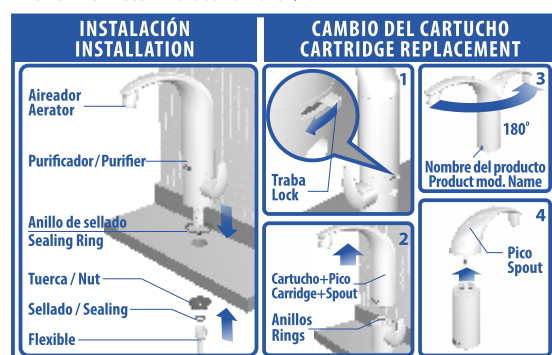 INSTALACIÓN
INSTALLATION
Aireador
Aerator
Purificador/Purifier
Anillo de sellado
Sealing Ring
Tuerca / Nut
Sellado / Sealing
Flexible
CAMBIO DEL CARTUCHO
CARTRIDGE REPLACEMENT
1
Traba
Lock
2
Cartucho+Pico
Carridge+Spout
Anillos
Rings
3
180°
Nombre del producto
Product mod. Name
4
Pico
Spout